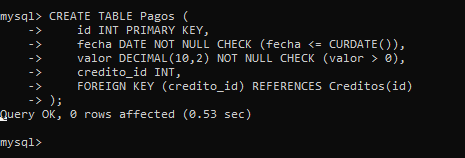 mysql> CREATE TABLE Pagos (
    ->     id INT PRIMARY KEY,
    ->     fecha DATE NOT NULL CHECK (fecha <= CURDATE()),
    ->     valor DECIMAL(10,2) NOT NULL CHECK (valor > 0),
    ->     credito_id INT,
    ->     FOREIGN KEY (credito_id) REFERENCES Creditos(id)
    -> );
Query OK, 0 rows affected (0.53 sec)
mysql>